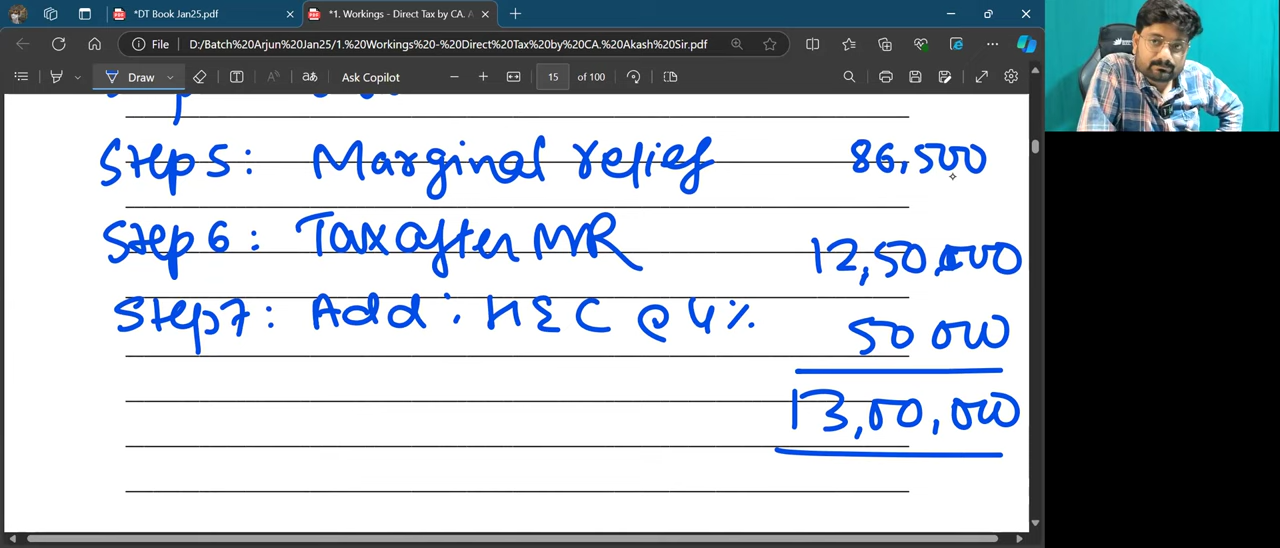 *DT Book Jan25.pdf
*1. Workings - Direct Tax by CA. A
File
D:/Batch%20Arjun%20Jan25/1.%20Workings%20-%20Direct%20Tax%20by%20CA.%20Akash%20Sir.pdf
Draw
Ask Copilot
15 of 100
Step 5: Marginal relief 86,500
Step 6: Tax after MR 12,50,000
Step 7: Add: HEC @ 4% 50 000
13,00,000